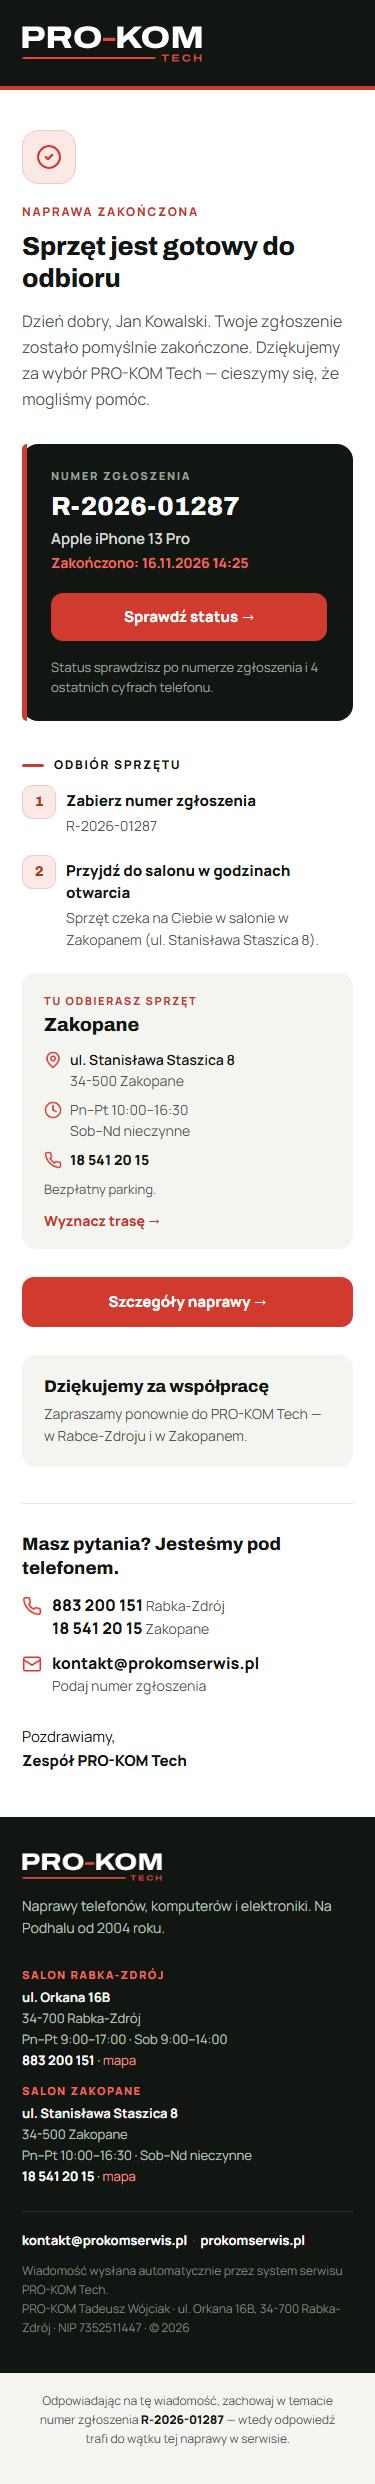 PRO-KOM
TECH
NAPRAWA ZAKOŃCZONA
Sprzęt jest gotowy do
odbioru
Dzień dobry, Jan Kowalski. Twoje zgłoszenie
zostało pomyślnie zakończone. Dziękujemy
za wybór PRO-KOM Tech — cieszymy się, że
mogliśmy pomóc.
NUMER ZGŁOSZENIA
R-2026-01287
Apple iPhone 13 Pro
Zakończono: 16.11.2026 14:25
Sprawdź status →
Status sprawdzisz po numerze zgłoszenia i 4
ostatnich cyfrach telefonu.
ODBIÓR SPRZĘTU
1
Zabierz numer zgłoszenia
R-2026-01287
2
Przyjdź do salonu w godzinach
otwarcia
Sprzęt czeka na Ciebie w salonie w
Zakopanem (ul. Stanisława Staszica 8).
TU ODBIERASZ SPRZĘT
Zakopane
ul. Stanisława Staszica 8
34-500 Zakopane
Pn–Pt 10:00–16:30
Sob–Nd nieczynne
18 541 20 15
Bezpłatny parking.
Wyznacz trasę →
Szczegóły naprawy →
Dziękujemy za współpracę
Zapraszamy ponownie do PRO-KOM Tech —
w Rabce-Zdroju i w Zakopanem.
Masz pytania? Jesteśmy pod
telefonem.
883 200 151 Rabka-Zdrój
18 541 20 15 Zakopane
kontakt@prokomserwis.pl
Podaj numer zgłoszenia
Pozdrawiamy,
Zespół PRO-KOM Tech
PRO-KOM
TECH
Naprawy telefonów, komputerów i elektroniki. Na
Podhalu od 2004 roku.
SALON RABKA-ZDRÓJ
ul. Orkana 16B
34-700 Rabka-Zdrój
Pn–Pt 9:00–17:00 · Sob 9:00–14:00
883 200 151 · mapa
SALON ZAKOPANE
ul. Stanisława Staszica 8
34-500 Zakopane
Pn–Pt 10:00–16:30 · Sob–Nd nieczynne
18 541 20 15 · mapa
kontakt@prokomserwis.pl · prokomserwis.pl
Wiadomość wysłana automatycznie przez system serwisu
PRO-KOM Tech.
PRO-KOM Tadeusz Wójciak · ul. Orkana 16B, 34-700 Rabka-
Zdrój · NIP 7352511447 · © 2026
Odpowiadając na tę wiadomość, zachowaj w temacie
numer zgłoszenia R-2026-01287 — wtedy odpowiedź
trafi do wątku tej naprawy w serwisie.